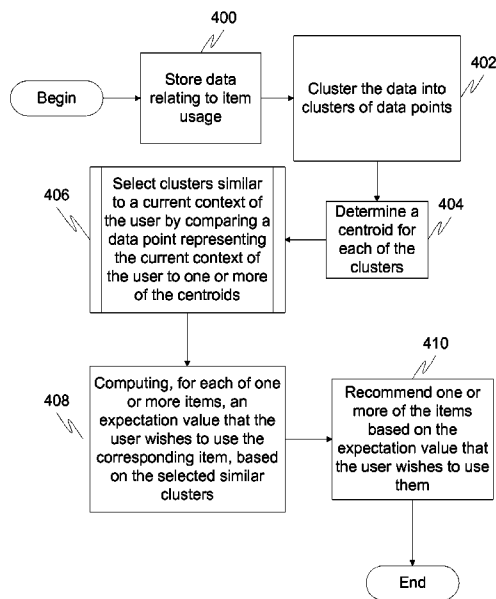 400
Store data
relating to item
usage
Begin
402
Cluster the data into
clusters of data points
406
Select clusters similar
to a current context of
the user by comparing a
data point representing
the current context of
the user to one or more
of the centroids
404
Determine a
centroid for
each of the
clusters
408
Computing, for each of one
or more items, an
expectation value that the
user wishes to use the
corresponding item, based
on the selected similar
clusters
410
Recommend one or
more of the items
based on the
expectation value that
the user wishes to use
them
End